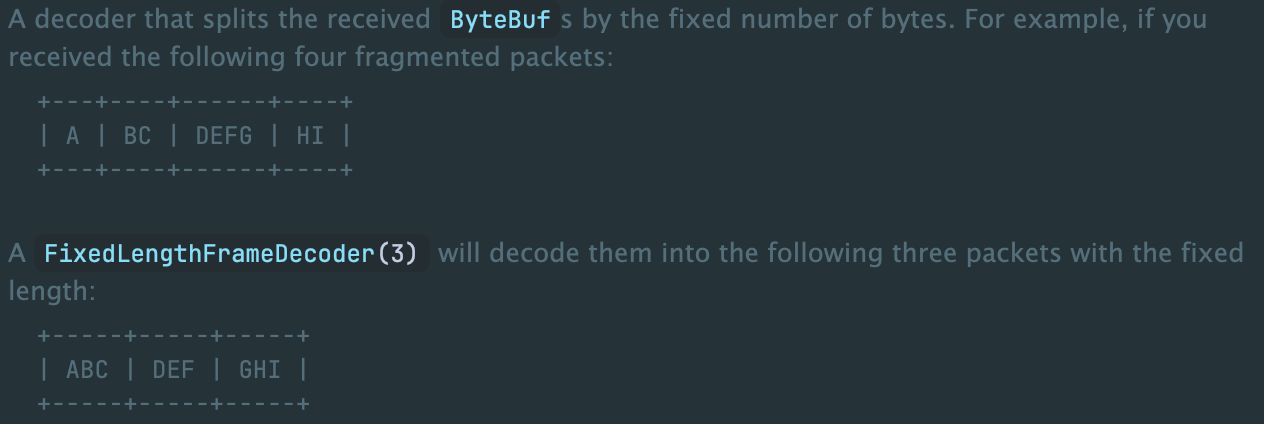 A decoder that splits the received ByteBuf s by the fixed number of bytes. For example, if you
received the following four fragmented packets:
+---+----+------+----+
| A | BC | DEFG | HI |
+---+----+------+----+
A FixedLengthFrameDecoder(3) will decode them into the following three packets with the fixed
length:
+-----+-----+-----+
| ABC | DEF | GHI |
+-----+-----+-----+